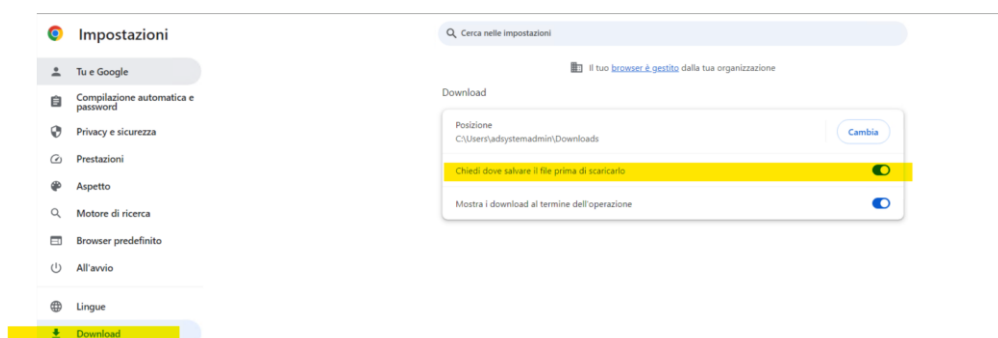 Impostazioni
Cerca nelle impostazioni
Tu e Google
Il tuo browser è gestito dalla tua organizzazione
Compilazione automatica e
password
Download
Privacy e sicurezza
Posizione
C:\Users\adsystemadmin\Downloads
Cambia
Prestazioni
Chiedi dove salvare il file prima di scaricarlo
Aspetto
Mostra i download al termine dell'operazione
Motore di ricerca
Browser predefinito
All'avvio
Lingue
Download